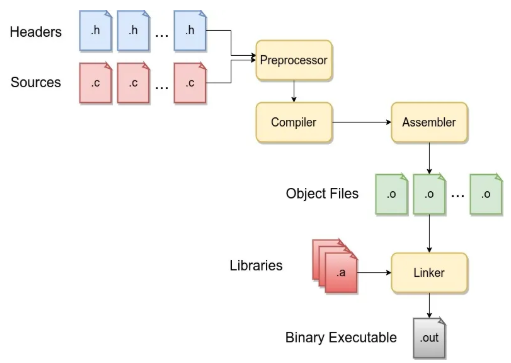 Headers
.h
.h
...
.h
Preprocessor
Sources
.c
.c
...
.c
Compiler
Assembler
Object Files
.o
.o
...
.o
Libraries
.a
Linker
Binary Executable
.out